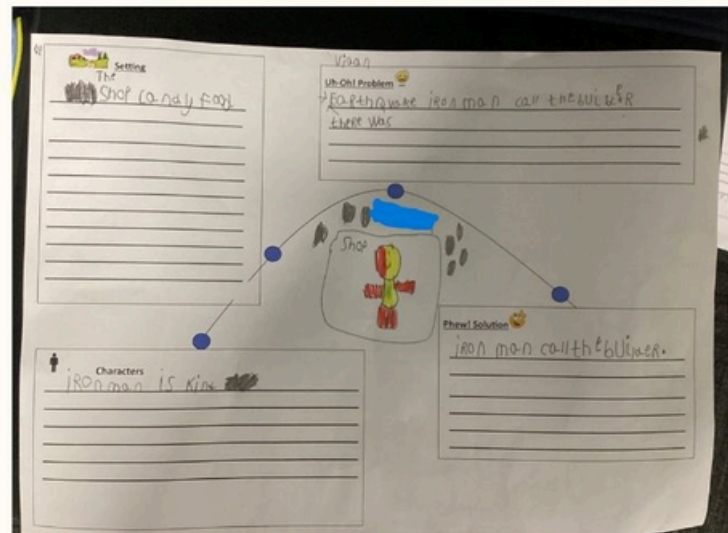 Setting
The
Shop candy food
Viaan
Uh-Oh! Problem
Earthquake iron man call the builder
there was
Shop
Characters
iRon man is kind
Phew! Solution
iRon man call the builder.